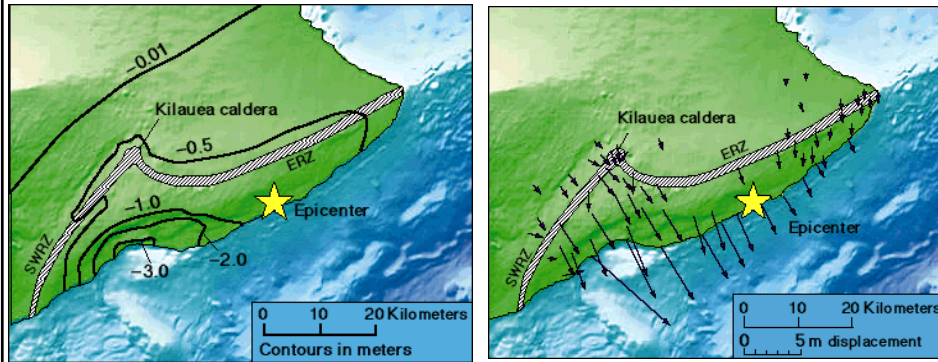 -0.01
Kilauea caldera
-0.5
ERZ
-1.0
Epicenter
SWRZ
-2.0
-3.0
0 10 20 Kilometers
Contours in meters
Kilauea caldera
ERZ
Epicenter
SWRZ
0 10 20 Kilometers
0 5 m displacement